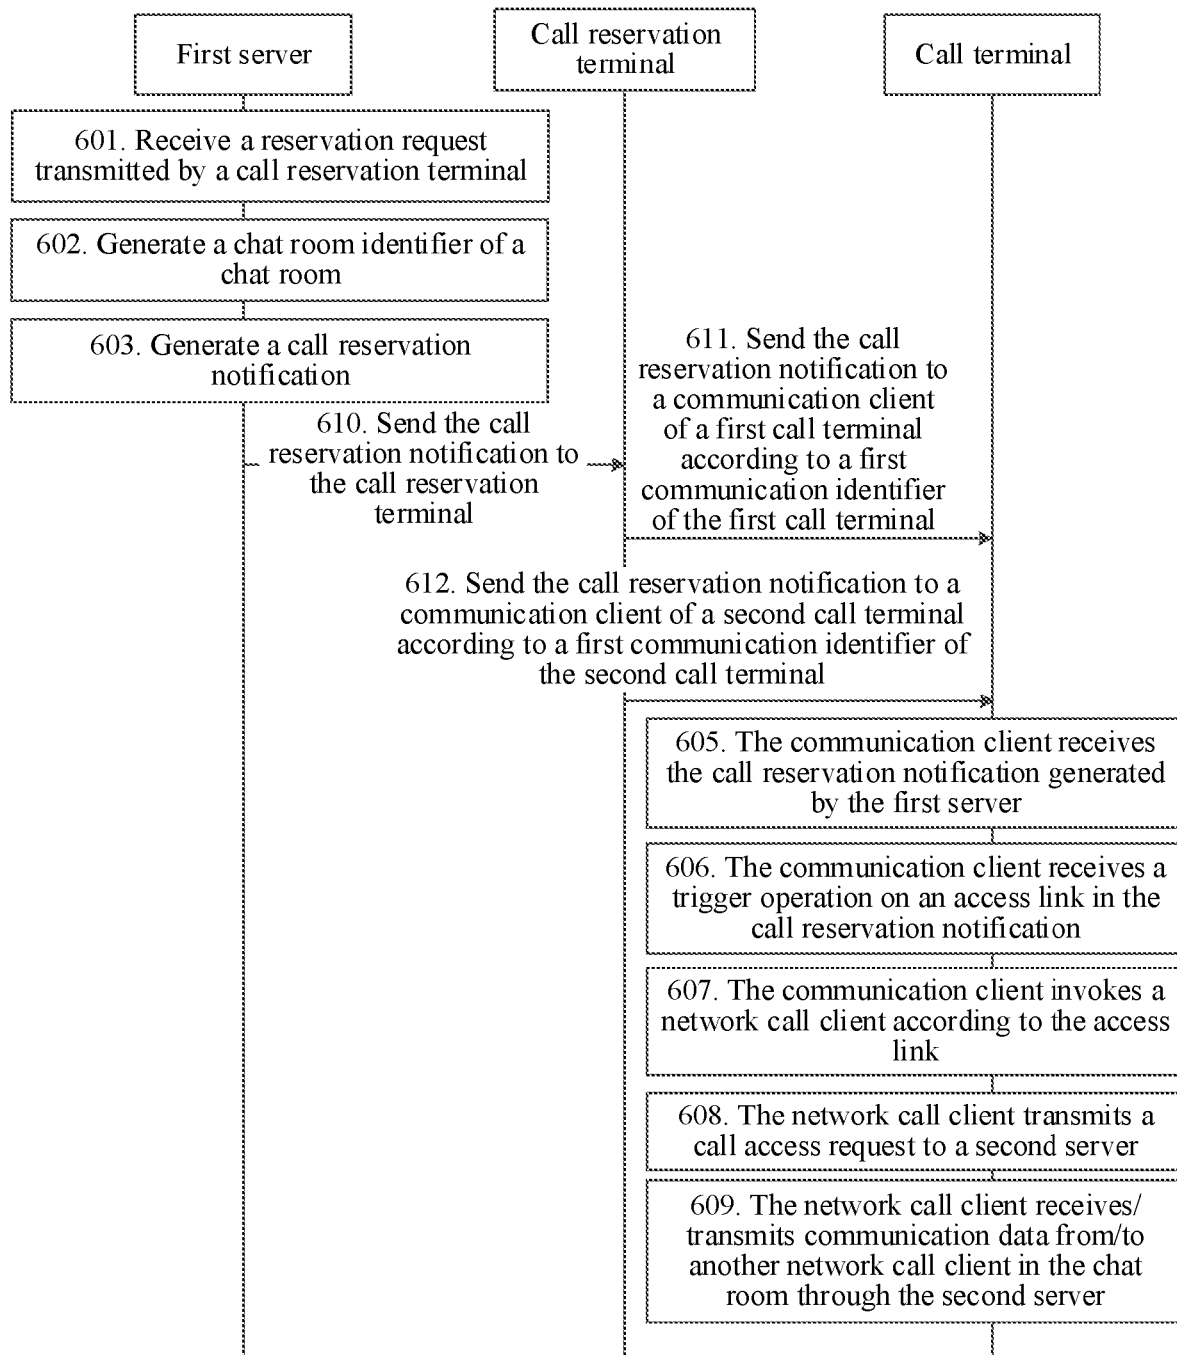 First server
Call reservation
terminal
Call terminal
601. Receive a reservation request
transmitted by a call reservation terminal
602. Generate a chat room identifier of a
chat room
603. Generate a call reservation
notification
610. Send the call
reservation notification to
the call reservation
terminal
611. Send the call
reservation notification to
a communication client
of a first call terminal
according to a first
communication identifier
of the first call terminal
612. Send the call reservation notification to a
communication client of a second call terminal
according to a first communication identifier of
the second call terminal
605. The communication client receives
the call reservation notification generated
by the first server
606. The communication client receives a
trigger operation on an access link in the
call reservation notification
607. The communication client invokes a
network call client according to the access
link
608. The network call client transmits a
call access request to a second server
609. The network call client receives/
transmits communication data from/to
another network call client in the chat
room through the second server